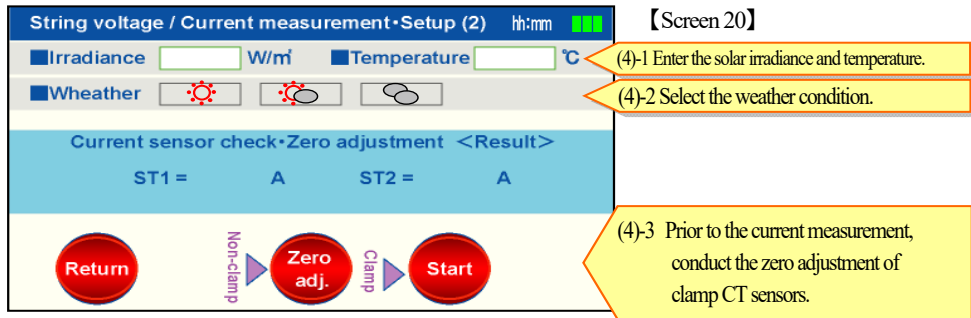 String voltage / Current measurement・Setup (2) hh:mm
【Screen 20】
■Irradiance W/㎡ ■Temperature ℃
(4)-1 Enter the solar irradiance and temperature.
■Wheather
(4)-2 Select the weather condition.
Current sensor check・Zero adjustment ＜Result＞
ST1 = A ST2 = A
(4)-3 Prior to the current measurement,
conduct the zero adjustment of
clamp CT sensors.
Return
Non-clamp
Zero
adj.
Clamp
Start